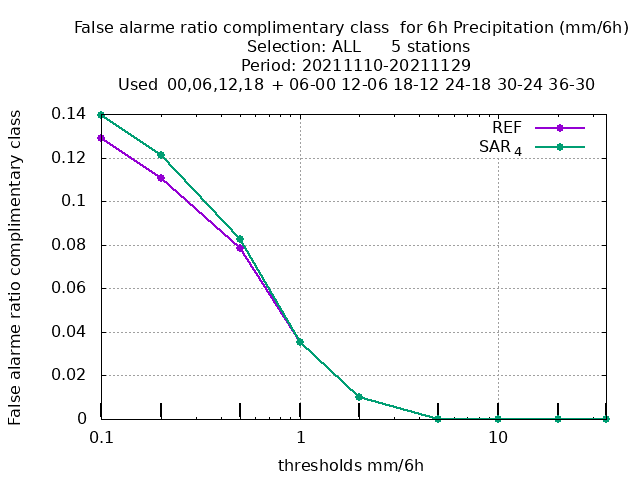 False alarme ratio complimentary class  for 6h Precipitation (mm/6h)
Selection: ALL      5 stations
Period: 20211110-20211129
Used  00,06,12,18  + 06-00 12-06 18-12 24-18 30-24 36-30
False alarme ratio complimentary class
0.14
0.12
0.1
0.08
0.06
0.04
0.02
0
REF
SAR 4
0.1
1
10
thresholds mm/6h